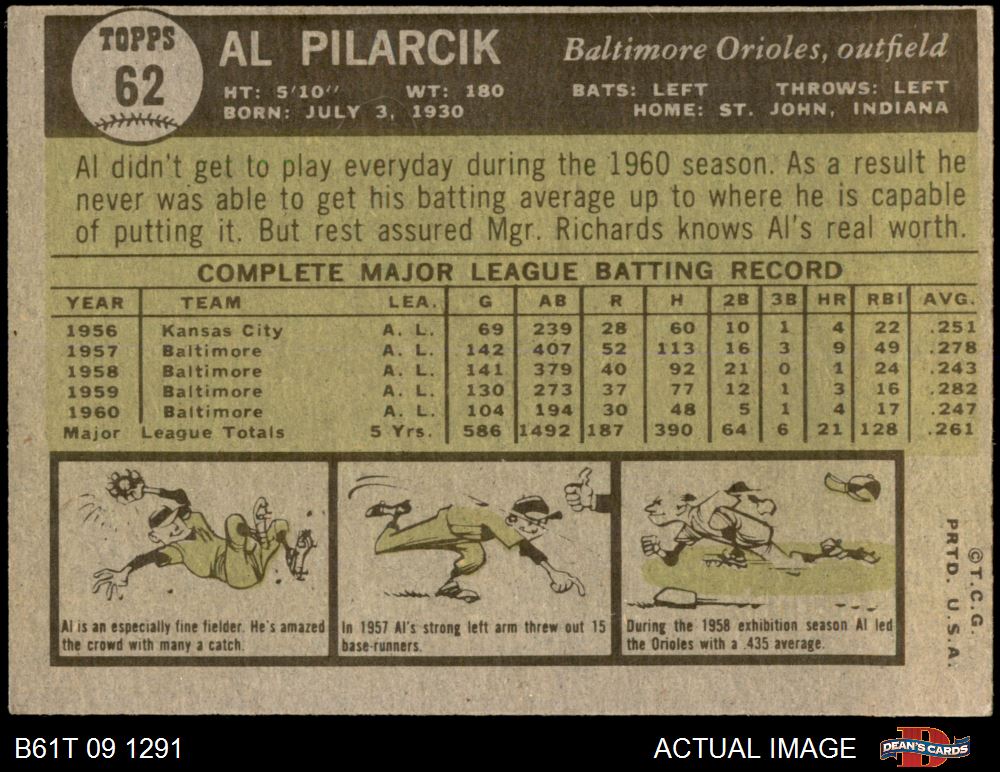 TOPPS
62
AL PILARCIK
Baltimore Orioles, outfield
HT: 5'10" WT: 180 BATS: LEFT THROWS: LEFT
BORN: JULY 3, 1930 HOME: ST. JOHN, INDIANA
Al didn't get to play everyday during the 1960 season. As a result he
never was able to get his batting average up to where he is capable
of putting it. But rest assured Mgr. Richards knows Al's real worth.
COMPLETE MAJOR LEAGUE BATTING RECORD
YEAR TEAM LEA. G AB R H 2B 3B HR RBI AVG.
1956 Kansas City A. L. 69 239 28 60 10 1 4 22 .251
1957 Baltimore A. L. 142 407 52 113 16 3 9 49 .278
1958 Baltimore A. L. 141 379 40 92 21 0 1 24 .243
1959 Baltimore A. L. 130 273 37 77 12 1 3 16 .282
1960 Baltimore A. L. 104 194 30 48 5 1 4 17 .247
Major League Totals 5 Yrs. 586 1492 187 390 64 6 21 128 .261
Al is an especially fine fielder. He's amazed
the crowd with many a catch.
In 1957 Al's strong left arm threw out 15
base-runners.
During the 1958 exhibition season Al led
the Orioles with a .435 average.
©T.C.G.
PRTD. U.S.A.
B61T 09 1291
ACTUAL IMAGE
DEAN'S CARDS